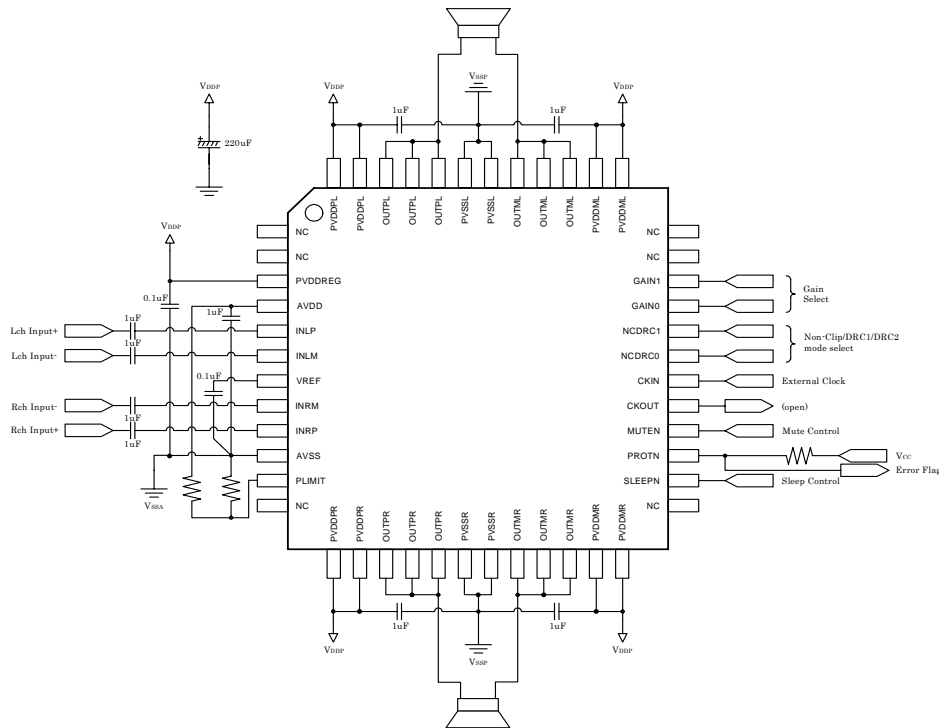 VSSP
VDDP
VDDP
VDDP
1uF
1uF
+
220uF
PVDDPL
PVDDPL
OUTPL
OUTPL
OUTPL
PVSSL
PVSSL
OUTML
OUTML
OUTML
PVDDML
PVDDML
VDDP
NC
NC
NC
NC
PVDDREG
GAIN1
Gain
Select
0.1uF
1uF
AVDD
GAIN0
Lch Input+
1uF
INLP
NCDRC1
Non-Clip/DRC1/DRC2
mode select
Lch Input-
1uF
INLM
NCDRC0
0.1uF
VREF
CKIN
External Clock
Rch Input-
1uF
INRM
CKOUT
(open)
Rch Input+
1uF
INRP
MUTEN
Mute Control
AVSS
PROTN
VCC
Error Flag
VSSA
PLIMIT
SLEEPN
Sleep Control
NC
NC
PVDDPR
PVDDPR
OUTPR
OUTPR
OUTPR
PVSSR
PVSSR
OUTMR
OUTMR
OUTMR
PVDDMR
PVDDMR
1uF
1uF
VDDP
VSSP
VDDP